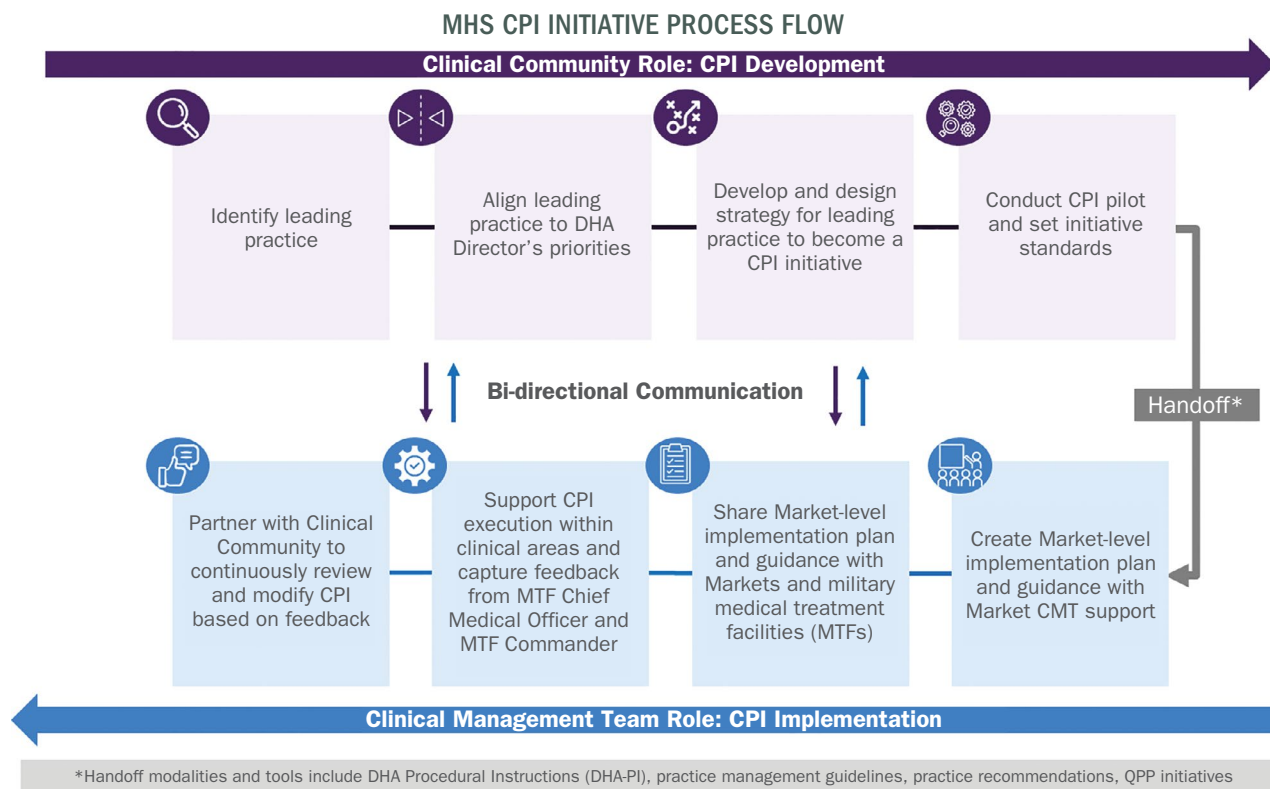 MHS CPI INITIATIVE PROCESS FLOW
Clinical Community Role: CPI Development
Identify leading
practice
Align leading
practice to DHA
Director's priorities
Develop and design
strategy for leading
practice to become a
CPI initiative
Conduct CPI pilot
and set initiative
standards
Bi-directional Communication
Handoff*
Partner with Clinical
Community to
continuously review
and modify CPI
based on feedback
Support CPI
execution within
clinical areas and
capture feedback
from MTF Chief
Medical Officer and
MTF Commander
Share Market-level
implementation plan
and guidance with
Markets and military
medical treatment
facilities (MTFs)
Create Market-level
implementation plan
and guidance with
Market CMT support
Clinical Management Team Role: CPI Implementation
*Handoff modalities and tools include DHA Procedural Instructions (DHA-PI), practice management guidelines, practice recommendations, QPP initiatives